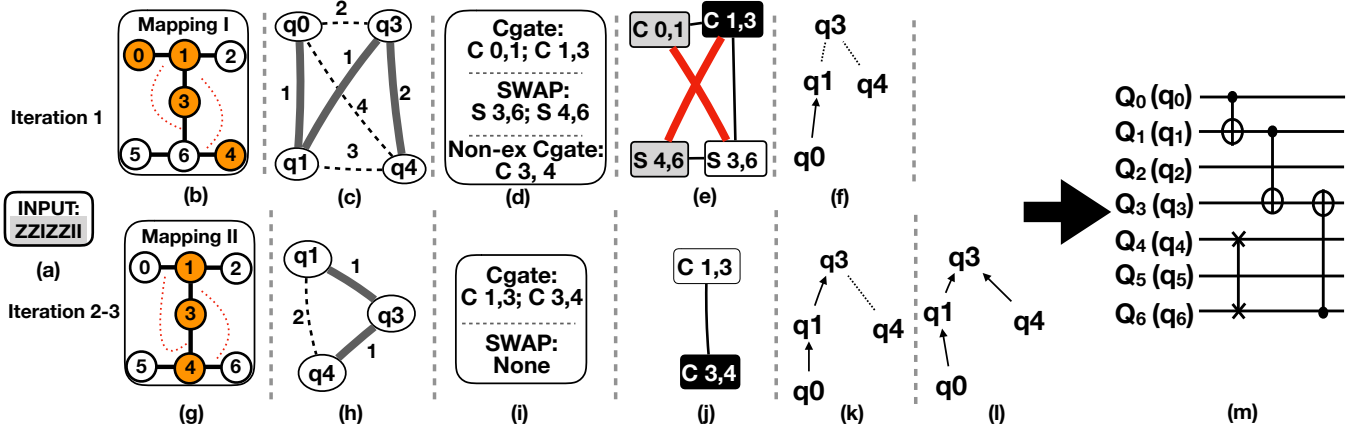 Iteration 1
Iteration 2-3
INPUT:
ZZIZZII
(a)
Mapping I
0 1 2
3
5 6 4
(b)
q0 2 q3
1 1 4 2
q1 3 q4
(c)
Cgate:
C 0,1; C 1,3
SWAP:
S 3,6; S 4,6
Non-ex Cgate:
C 3, 4
(d)
C 0,1 C 1,3
S 4,6 S 3,6
(e)
q3
q1 q4
q0
(f)
Mapping II
0 1 2
3
5 4 6
(g)
q1 1
2 q3
q4 1
(h)
Cgate:
C 1,3; C 3,4
SWAP:
None
(i)
C 1,3
C 3,4
(j)
q3
q1 q4
q0
(k)
q3
q1 q4
q0
(l)
Q0 (q0)
Q1 (q1)
Q2 (q2)
Q3 (q3)
Q4 (q4)
Q5 (q5)
Q6 (q6)
(m)